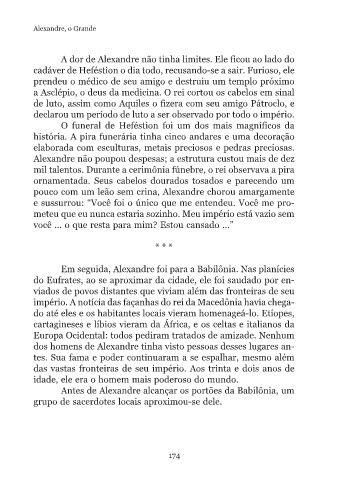 Alexandre, o Grande
A dor de Alexandre não tinha limites. Ele ficou ao lado do
cadáver de Heféstion o dia todo, recusando-se a sair. Furioso, ele
prendeu o médico de seu amigo e destruiu um templo próximo
a Asclépio, o deus da medicina. O rei cortou os cabelos em sinal
de luto, assim como Aquiles o fizera com seu amigo Pátroclo, e
declarou um período de luto a ser observado por todo o império.
O funeral de Heféstion foi um dos mais magníficos da
história. A pira funerária tinha cinco andares e uma decoração
elaborada com esculturas, metais preciosos e pedras preciosas.
Alexandre não poupou despesas; a estrutura custou mais de dez
mil talentos. Durante a cerimônia fúnebre, o rei observava a pira
ornamentada. Seus cabelos dourados tosados e parecendo um
pouco com um leão sem crina, Alexandre chorou amargamente
e sussurrou: “Você foi o único que me entendeu. Você me pro-
meteu que eu nunca estaria sozinho. Meu império está vazio sem
você ... o que resta para mim? Estou cansado ...”
* * *
Em seguida, Alexandre foi para a Babilônia. Nas planícies
do Eufrates, ao se aproximar da cidade, ele foi saudado por en-
viados de povos distantes que viviam além das fronteiras de seu
império. A notícia das façanhas do rei da Macedônia havia chega-
do até eles e os habitantes locais vieram homenageá-lo. Etíopes,
cartagineses e líbios vieram da África, e os celtas e italianos da
Europa Ocidental: todos pediram tratados de amizade. Nenhum
dos homens de Alexandre tinha visto pessoas desses lugares an-
tes. Sua fama e poder continuaram a se espalhar, mesmo além
das vastas fronteiras de seu império. Aos trinta e dois anos de
idade, ele era o homem mais poderoso do mundo.
Antes de Alexandre alcançar os portões da Babilônia, um
grupo de sacerdotes locais aproximou-se dele.
174